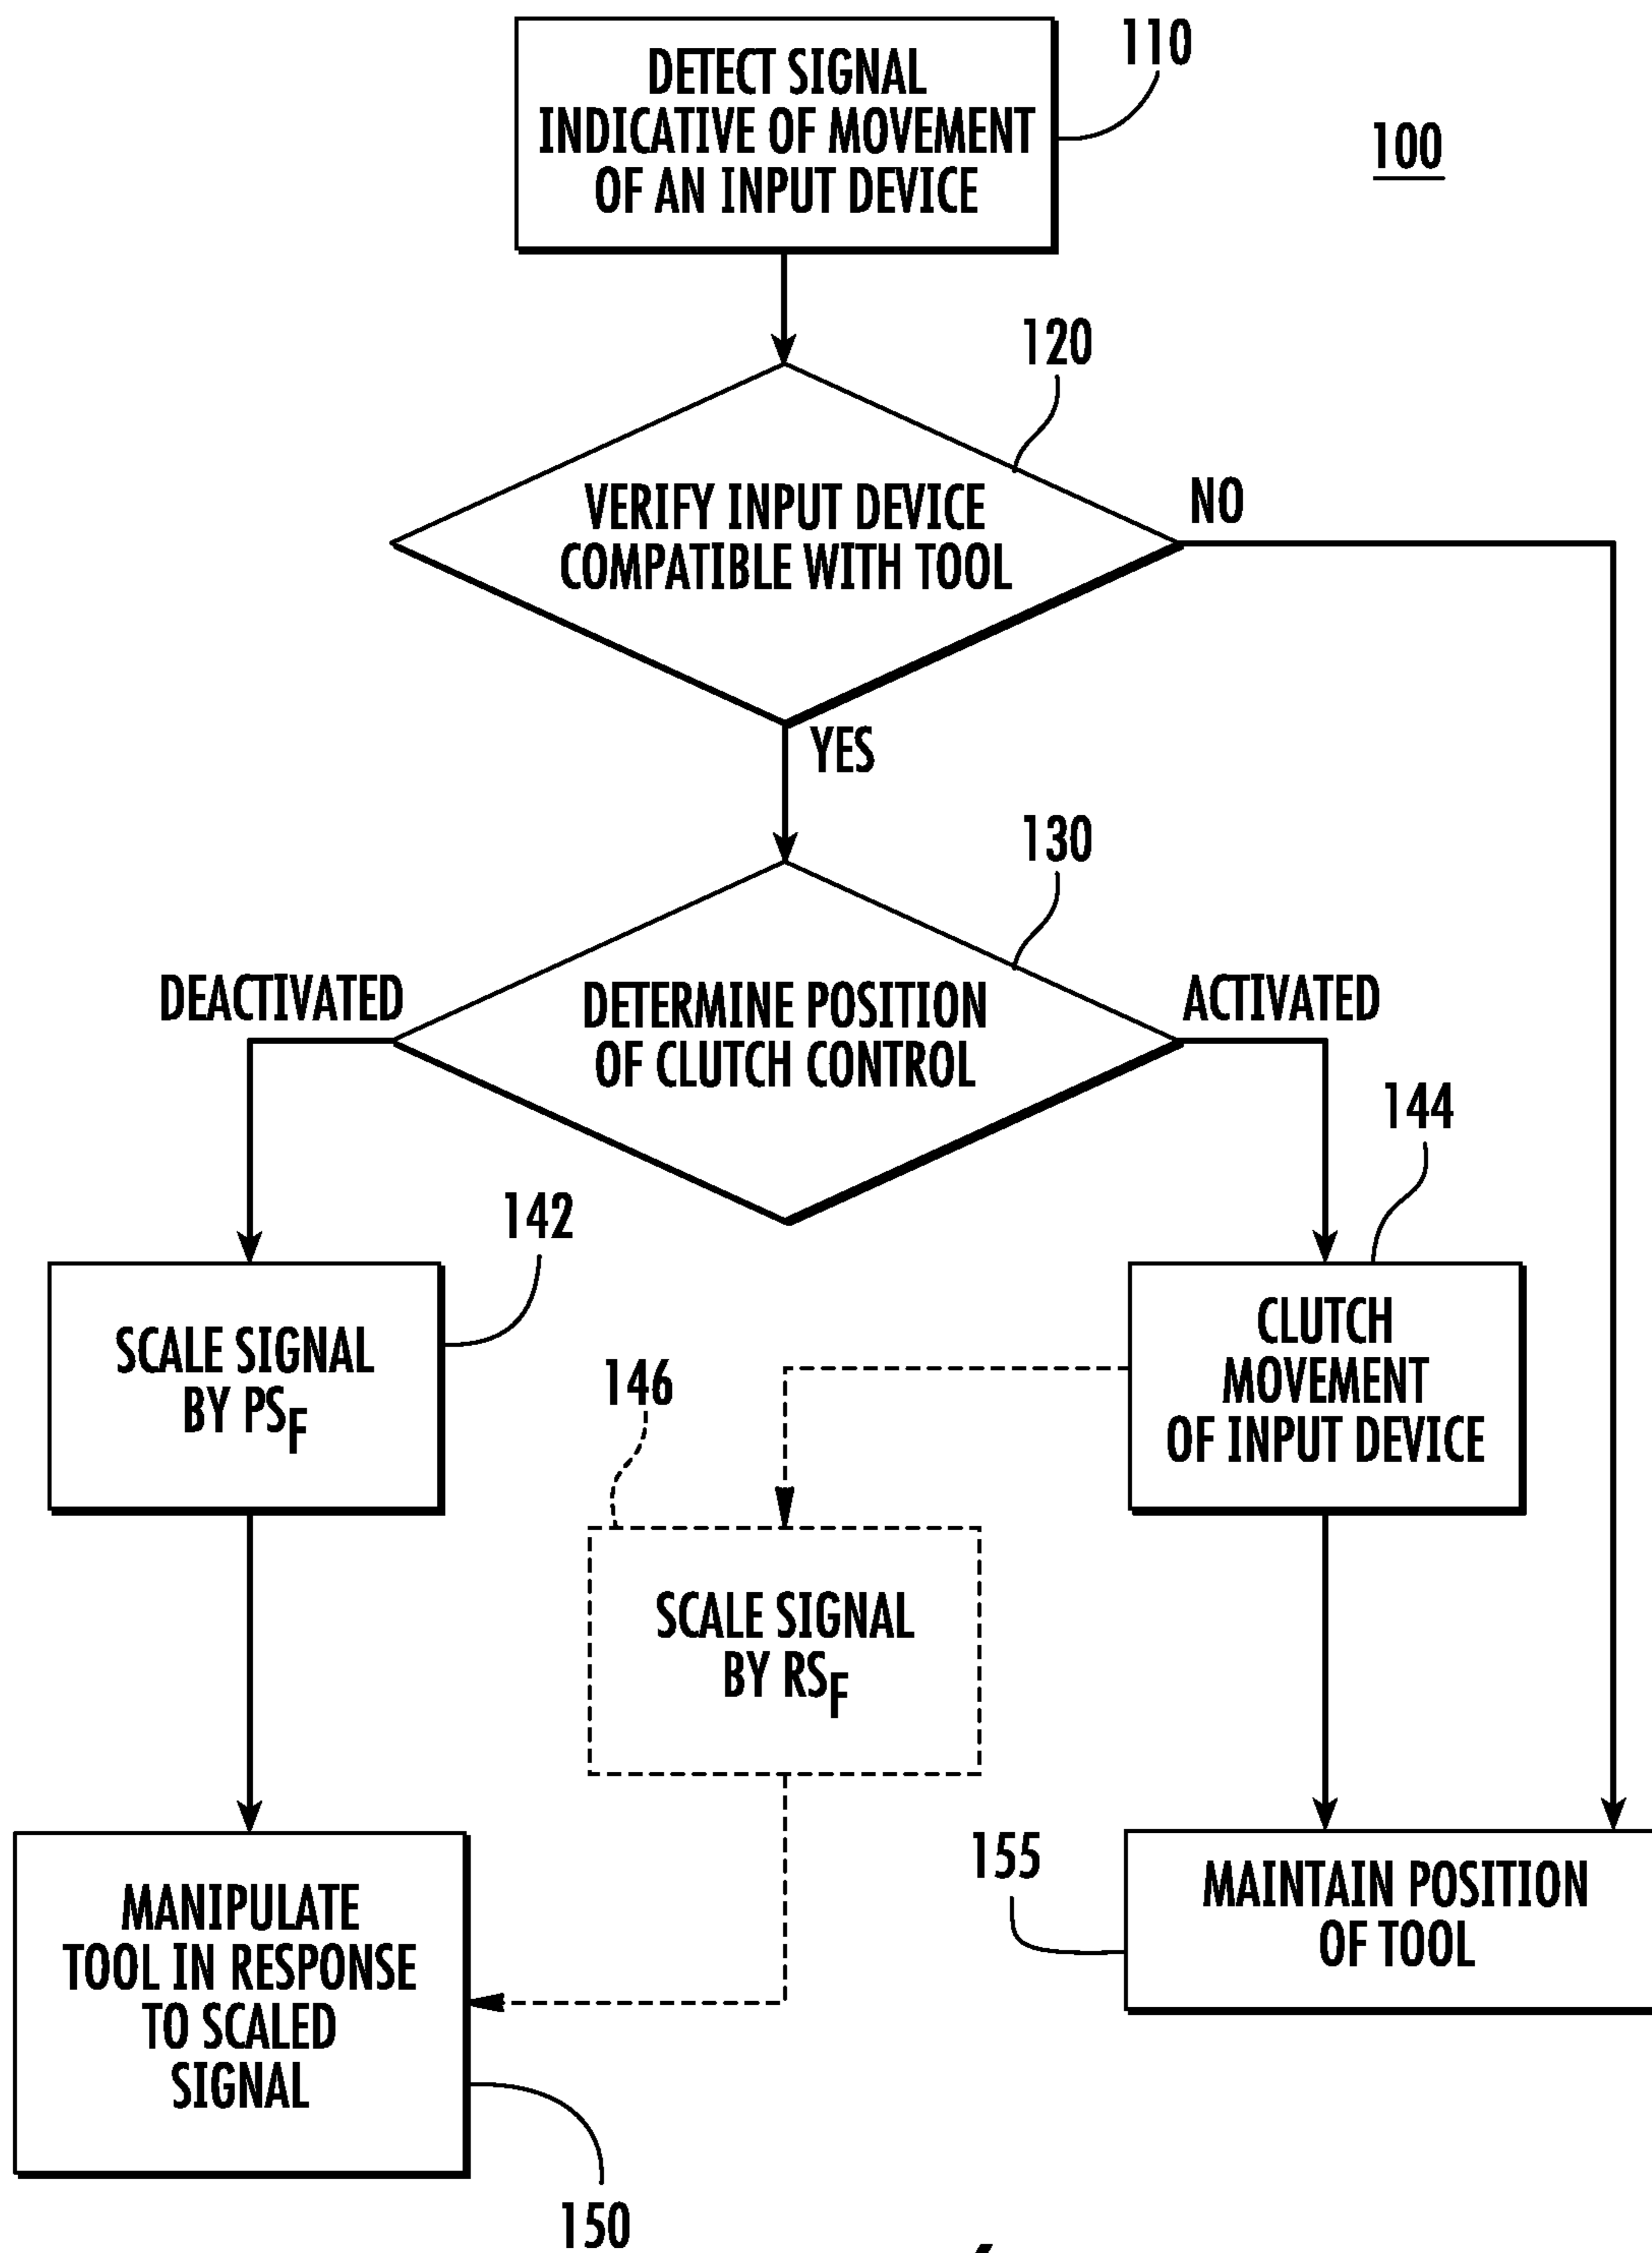 DETECT SIGNAL
INDICATIVE OF MOVEMENT
OF AN INPUT DEVICE
110
100
120
VERIFY INPUT DEVICE
COMPATIBLE WITH TOOL
NO
YES
130
DEACTIVATED
DETERMINE POSITION
OF CLUTCH CONTROL
ACTIVATED
144
142
SCALE SIGNAL
BY PSF
CLUTCH
MOVEMENT
OF INPUT DEVICE
146
SCALE SIGNAL
BY RSF
155
MAINTAIN POSITION
OF TOOL
MANIPULATE
TOOL IN RESPONSE
TO SCALED
SIGNAL
150